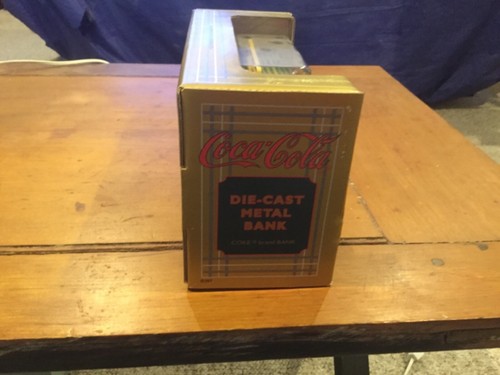 Coca-Cola
DIE-CAST
METAL
BANK